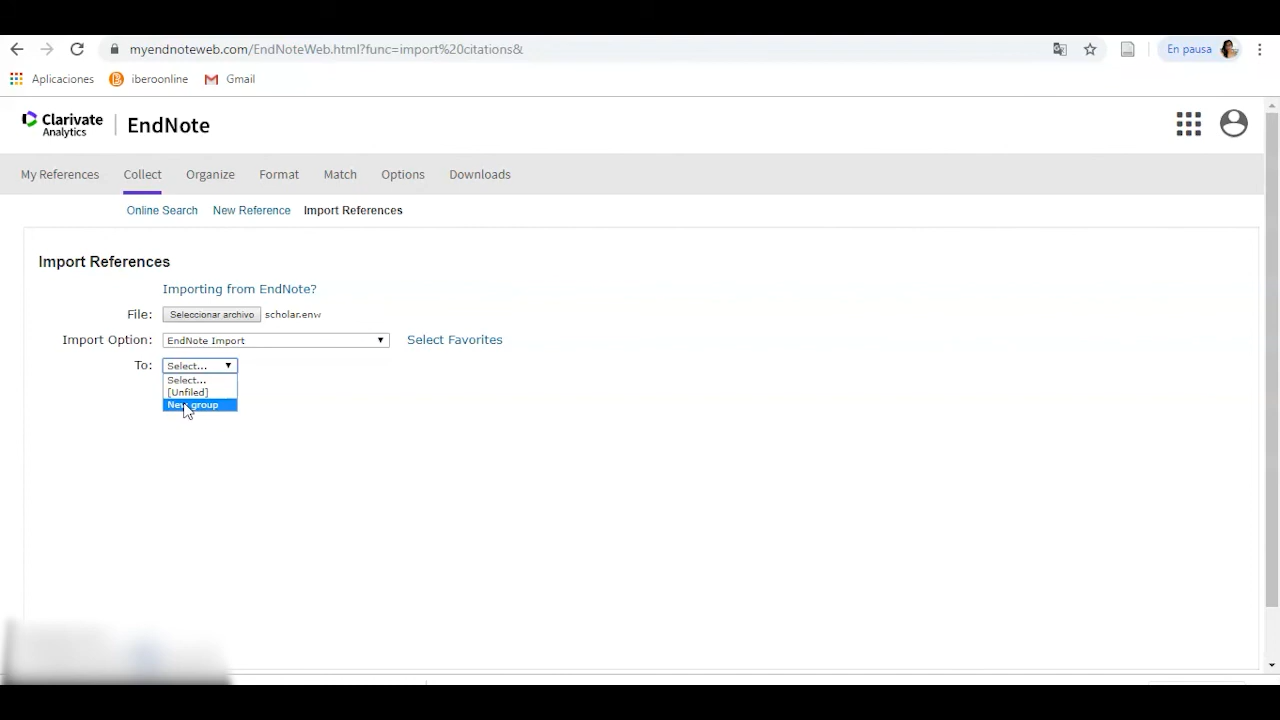 myendnoteweb.com/EndNoteWeb.html?func=import%20citations&
En pausa
Aplicaciones
iberoonline
Gmail
Clarivate
Analytics
EndNote
My References
Collect
Organize
Format
Match
Options
Downloads
Online Search
New Reference
Import References
Import References
Importing from EndNote?
File: Seleccionar archivo scholar.enw
Import Option: EndNote Import Select Favorites
To: Select...
Select...
[Unfiled]
New group